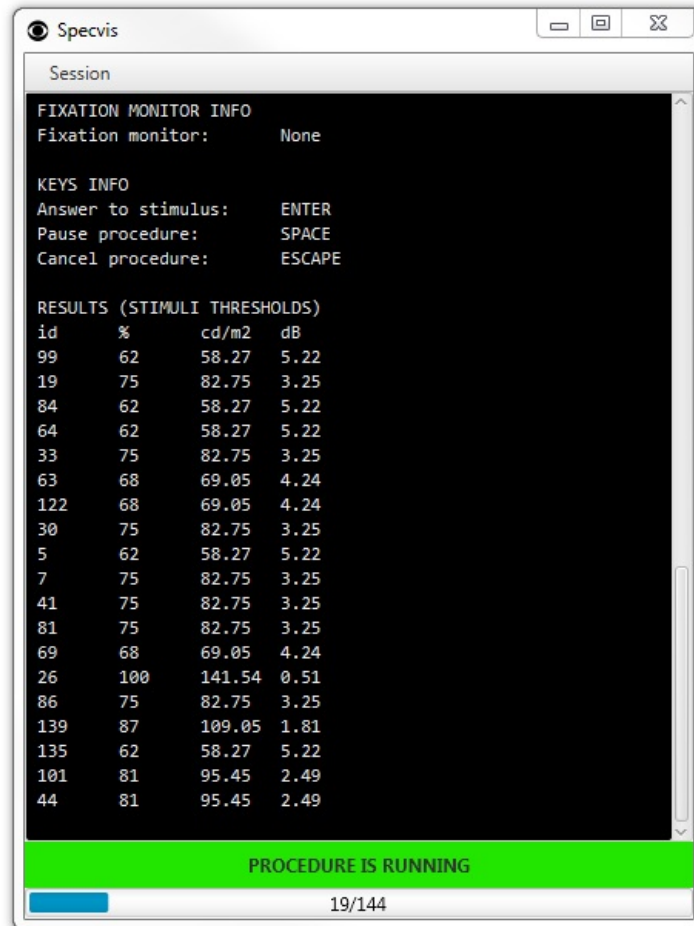 Specvis
Session
FIXATION MONITOR INFO
Fixation monitor: None
KEYS INFO
Answer to stimulus: ENTER
Pause procedure: SPACE
Cancel procedure: ESCAPE
RESULTS (STIMULI THRESHOLDS)
id % cd/m2 dB
99 62 58.27 5.22
19 75 82.75 3.25
84 62 58.27 5.22
64 62 58.27 5.22
33 75 82.75 3.25
63 68 69.05 4.24
122 68 69.05 4.24
30 75 82.75 3.25
5 62 58.27 5.22
7 75 82.75 3.25
41 75 82.75 3.25
81 75 82.75 3.25
69 68 69.05 4.24
26 100 141.54 0.51
86 75 82.75 3.25
139 87 109.05 1.81
135 62 58.27 5.22
101 81 95.45 2.49
44 81 95.45 2.49
PROCEDURE IS RUNNING
19/144